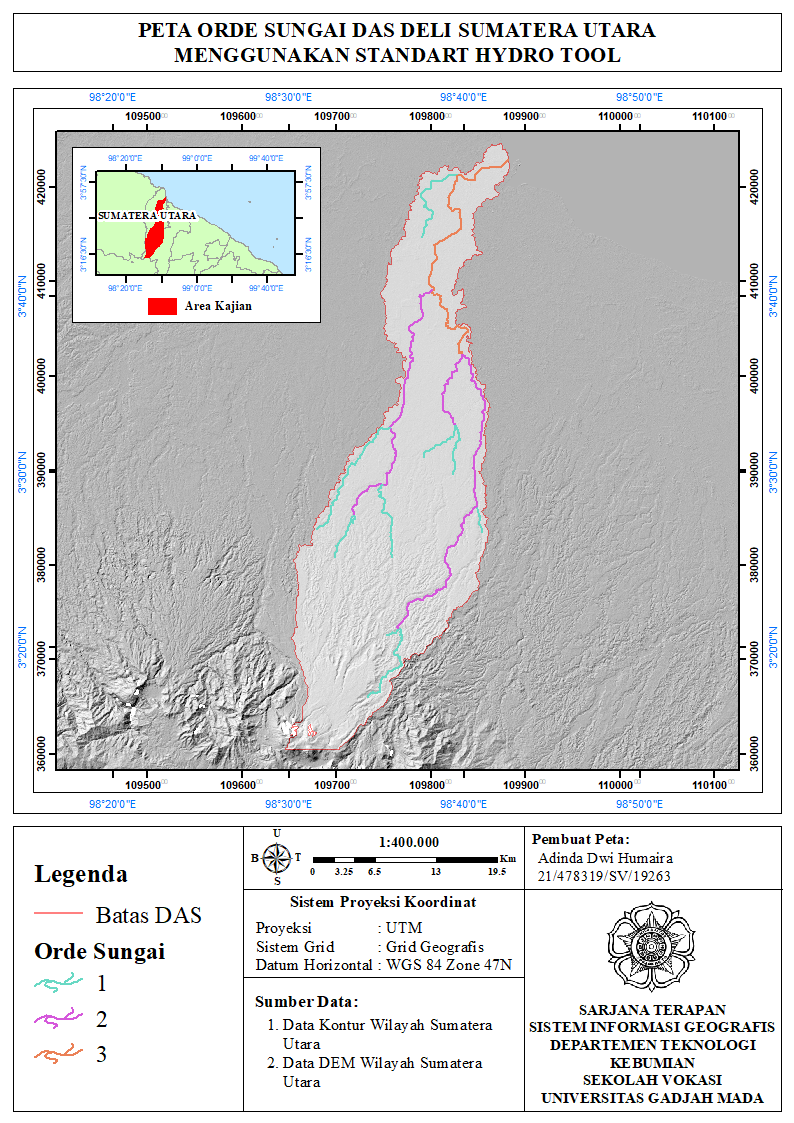 PETA ORDE SUNGAI DAS DELI SUMATERA UTARA
MENGGUNAKAN STANDART HYDRO TOOL
98°20'0"E 98°30'0"E 98°40'0"E 98°50'0"E
109500 109600 109700 109800 109900 110000 110100
98°20'0"E 99°0'0"E 99°40'0"E
3°57'30"N 3°57'30"N
SUMATERA UTARA
3°16'30"N 3°16'30"N
98°20'0"E 99°0'0"E 99°40'0"E
Area Kajian
420000 420000
410000 410000
3°40'0"N 3°40'0"N
400000 400000
390000 390000
3°30'0"N 3°30'0"N
380000 380000
370000 370000
3°20'0"N 3°20'0"N
360000 360000
109500 109600 109700 109800 109900 110000 110100
98°20'0"E 98°30'0"E 98°40'0"E 98°50'0"E
Legenda
Batas DAS
Orde Sungai
1
2
3
U
B T
S
1:400.000
Km
0 3.25 6.5 13 19.5
Sistem Proyeksi Koordinat
Proyeksi : UTM
Sistem Grid : Grid Geografis
Datum Horizontal : WGS 84 Zone 47N
Sumber Data:
1. Data Kontur Wilayah Sumatera
Utara
2. Data DEM Wilayah Sumatera
Utara
Pembuat Peta:
Adinda Dwi Humaira
21/478319/SV/19263
SARJANA TERAPAN
SISTEM INFORMASI GEOGRAFIS
DEPARTEMEN TEKNOLOGI
KEBUMIAN
SEKOLAH VOKASI
UNIVERSITAS GADJAH MADA